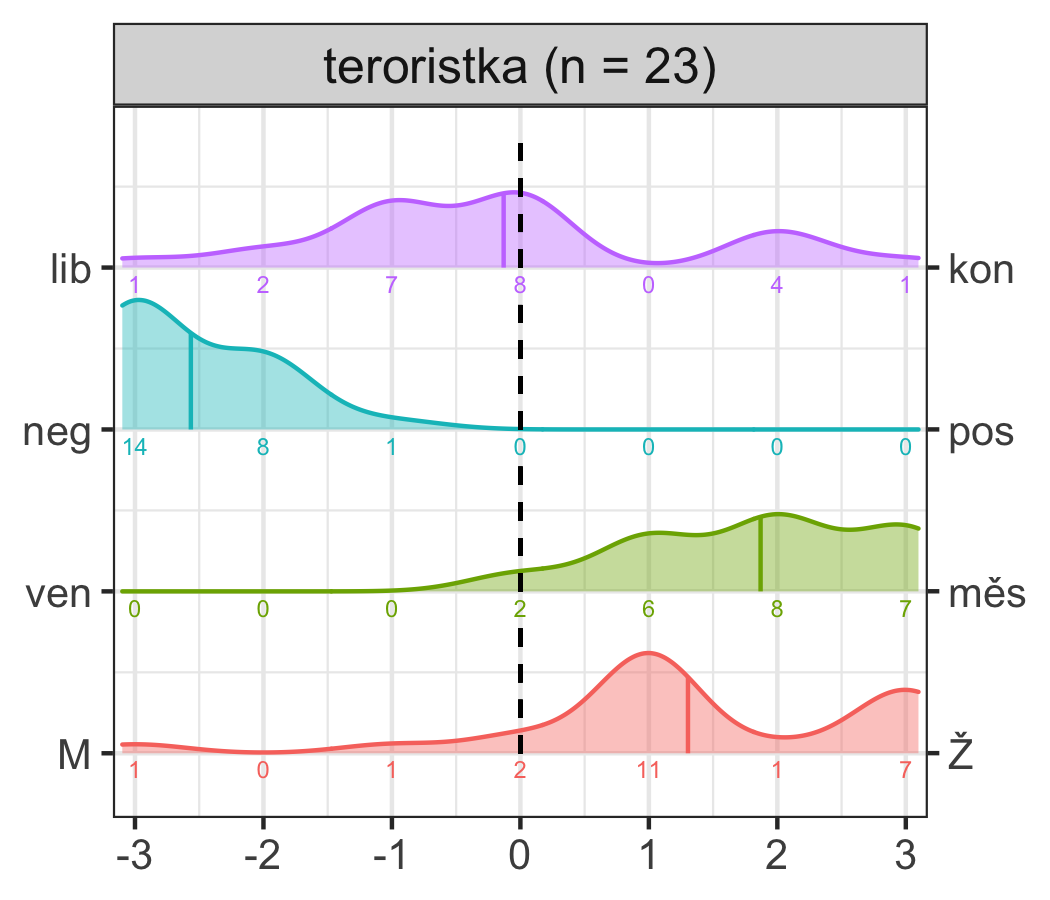 teroristka (n = 23)
lib kon
1 2 7 8 0 4 1
neg pos
14 8 1 0 0 0 0
ven měs
0 0 0 2 6 8 7
M Ž
1 0 1 2 11 1 7
-3 -2 -1 0 1 2 3